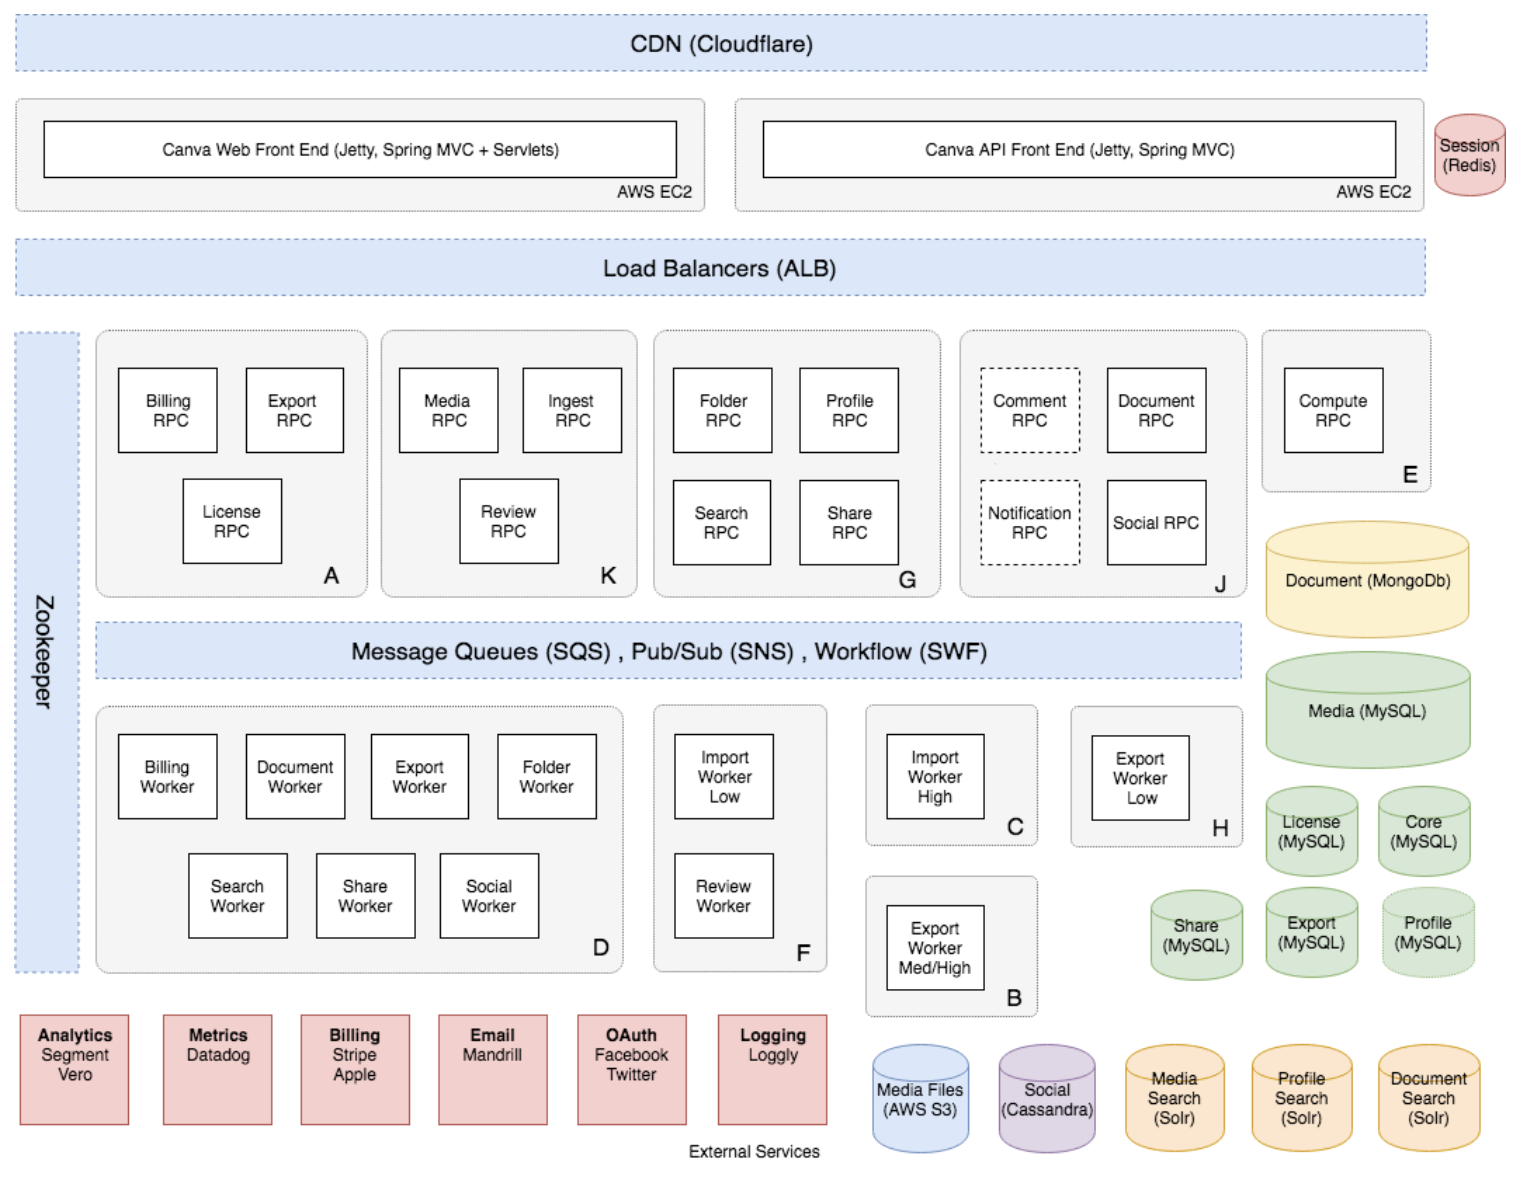 CDN (Cloudflare)
Canva Web Front End (Jetty, Spring MVC + Servlets)
AWS EC2
Canva API Front End (Jetty, Spring MVC)
AWS EC2
Session
(Redis)
Load Balancers (ALB)
Zookeeper
Billing
RPC
Export
RPC
License
RPC
A
Media
RPC
Ingest
RPC
Review
RPC
K
Folder
RPC
Profile
RPC
Search
RPC
Share
RPC
G
Comment
RPC
Document
RPC
Notification
RPC
Social RPC
J
Compute
RPC
E
Document (MongoDb)
Message Queues (SQS) , Pub/Sub (SNS) , Workflow (SWF)
Media (MySQL)
Billing
Worker
Document
Worker
Export
Worker
Folder
Worker
Search
Worker
Share
Worker
Social
Worker
D
Import
Worker
Low
Review
Worker
F
Import
Worker
High
C
Export
Worker
Low
H
Export
Worker
Med/High
B
License
(MySQL)
Core
(MySQL)
Share
(MySQL)
Export
(MySQL)
Profile
(MySQL)
Analytics
Segment
Vero
Metrics
Datadog
Billing
Stripe
Apple
Email
Mandrill
OAuth
Facebook
Twitter
Logging
Loggly
External Services
Media Files
(AWS S3)
Social
(Cassandra)
Media
Search
(Solr)
Profile
Search
(Solr)
Document
Search
(Solr)